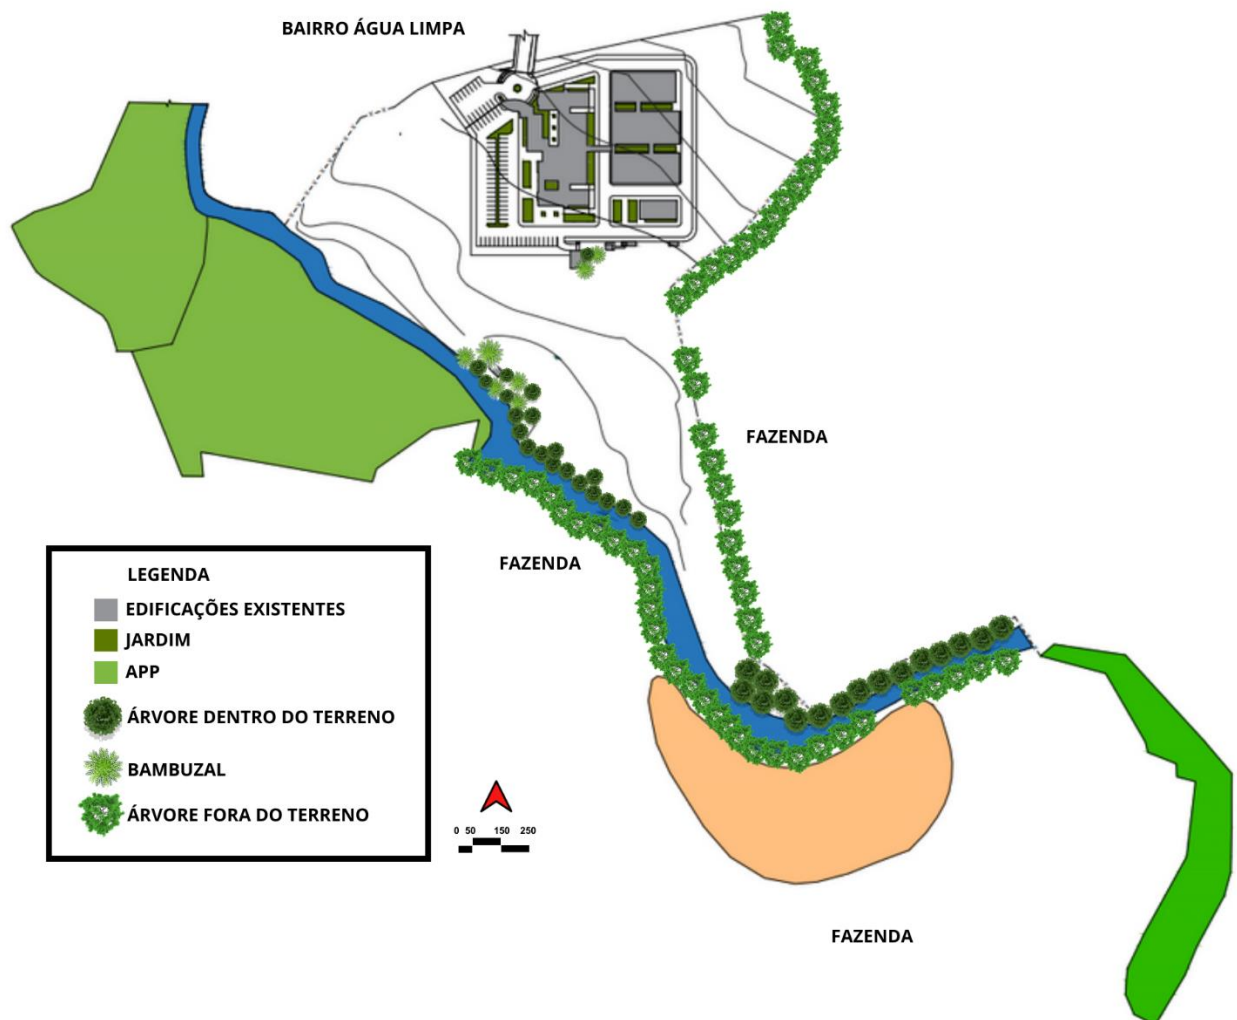 BAIRRO ÁGUA LIMPA
FAZENDA
FAZENDA
LEGENDA
EDIFICAÇÕES EXISTENTES
JARDIM
APP
ÁRVORE DENTRO DO TERRENO
BAMBUZAL
ÁRVORE FORA DO TERRENO
0 50 150 250
FAZENDA